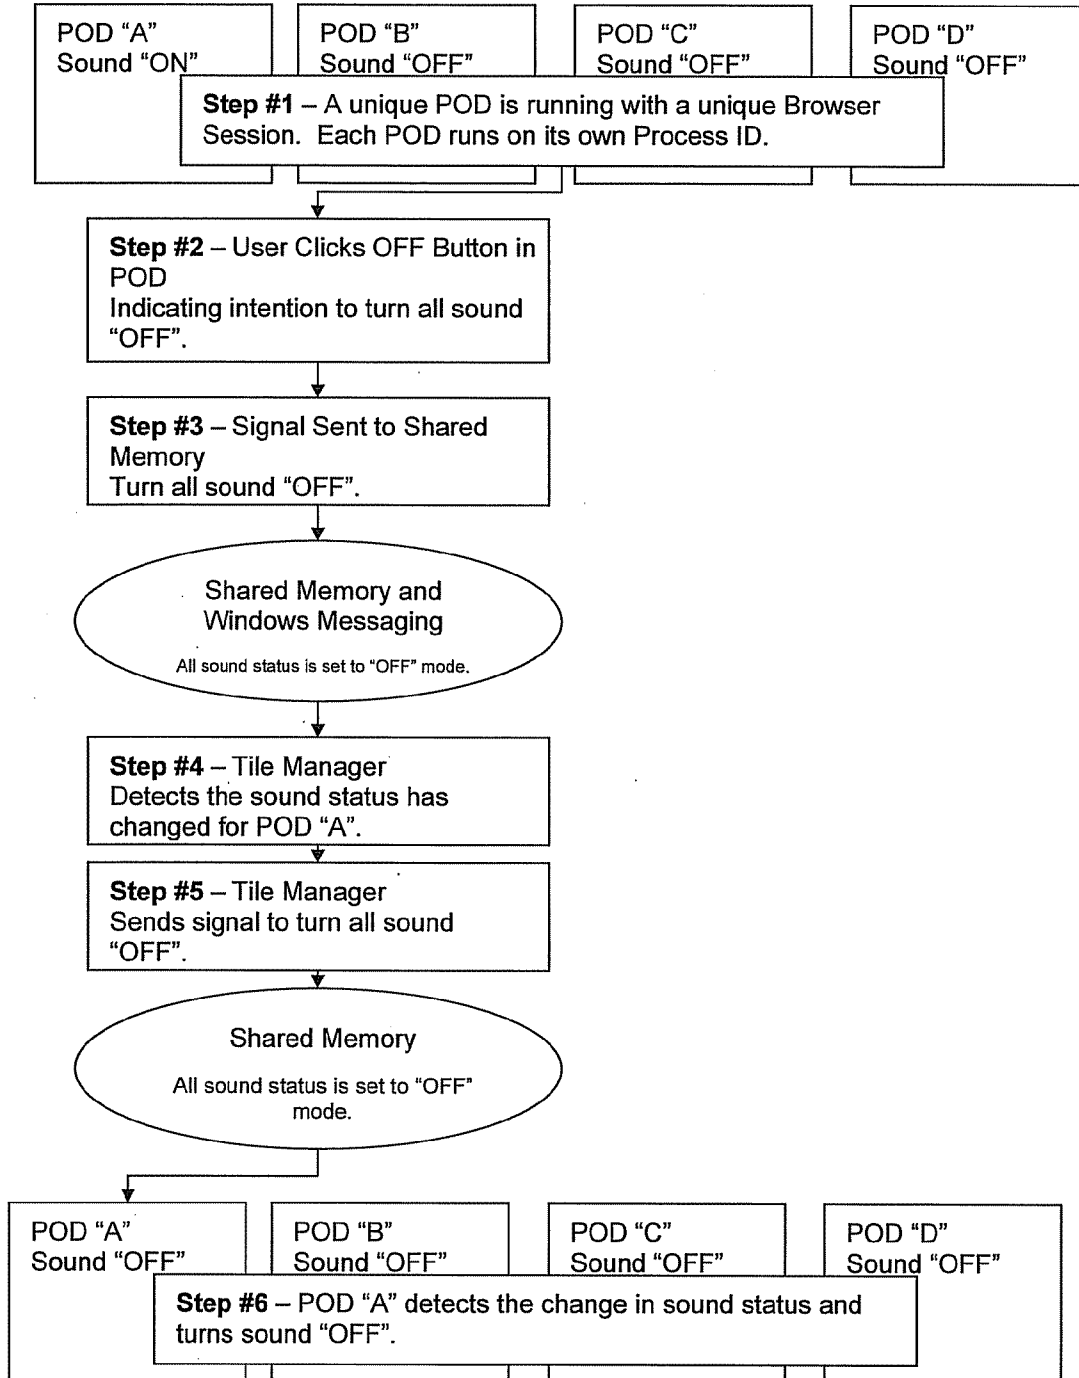 POD “A”
Sound “ON”
POD “B”
Sound “OFF”
POD “C”
Sound “OFF”
POD “D”
Sound “OFF”
Step #1 – A unique POD is running with a unique Browser
Session. Each POD runs on its own Process ID.
Step #2 – User Clicks OFF Button in
POD
Indicating intention to turn all sound
“OFF”.
Step #3 – Signal Sent to Shared
Memory
Turn all sound “OFF”.
Shared Memory and
Windows Messaging
All sound status is set to “OFF” mode.
Step #4 – Tile Manager
Detects the sound status has
changed for POD “A”.
Step #5 – Tile Manager
Sends signal to turn all sound
“OFF”.
Shared Memory
All sound status is set to “OFF”
mode.
POD “A”
Sound “OFF”
POD “B”
Sound “OFF”
POD “C”
Sound “OFF”
POD “D”
Sound “OFF”
Step #6 – POD “A” detects the change in sound status and
turns sound “OFF”.